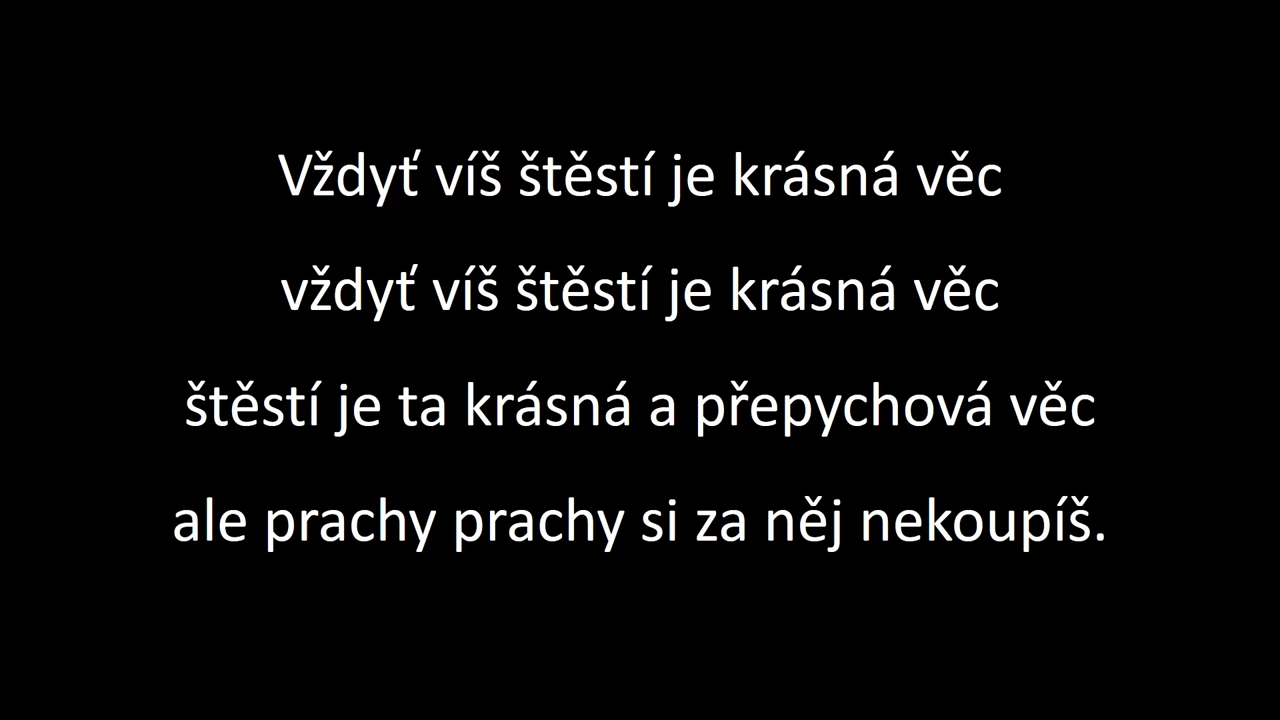 Vždyť víš štěstí je krásná věc
vždyť víš štěstí je krásná věc
štěstí je ta krásná a přepychová věc
ale prachy prachy si za něj nekoupíš.